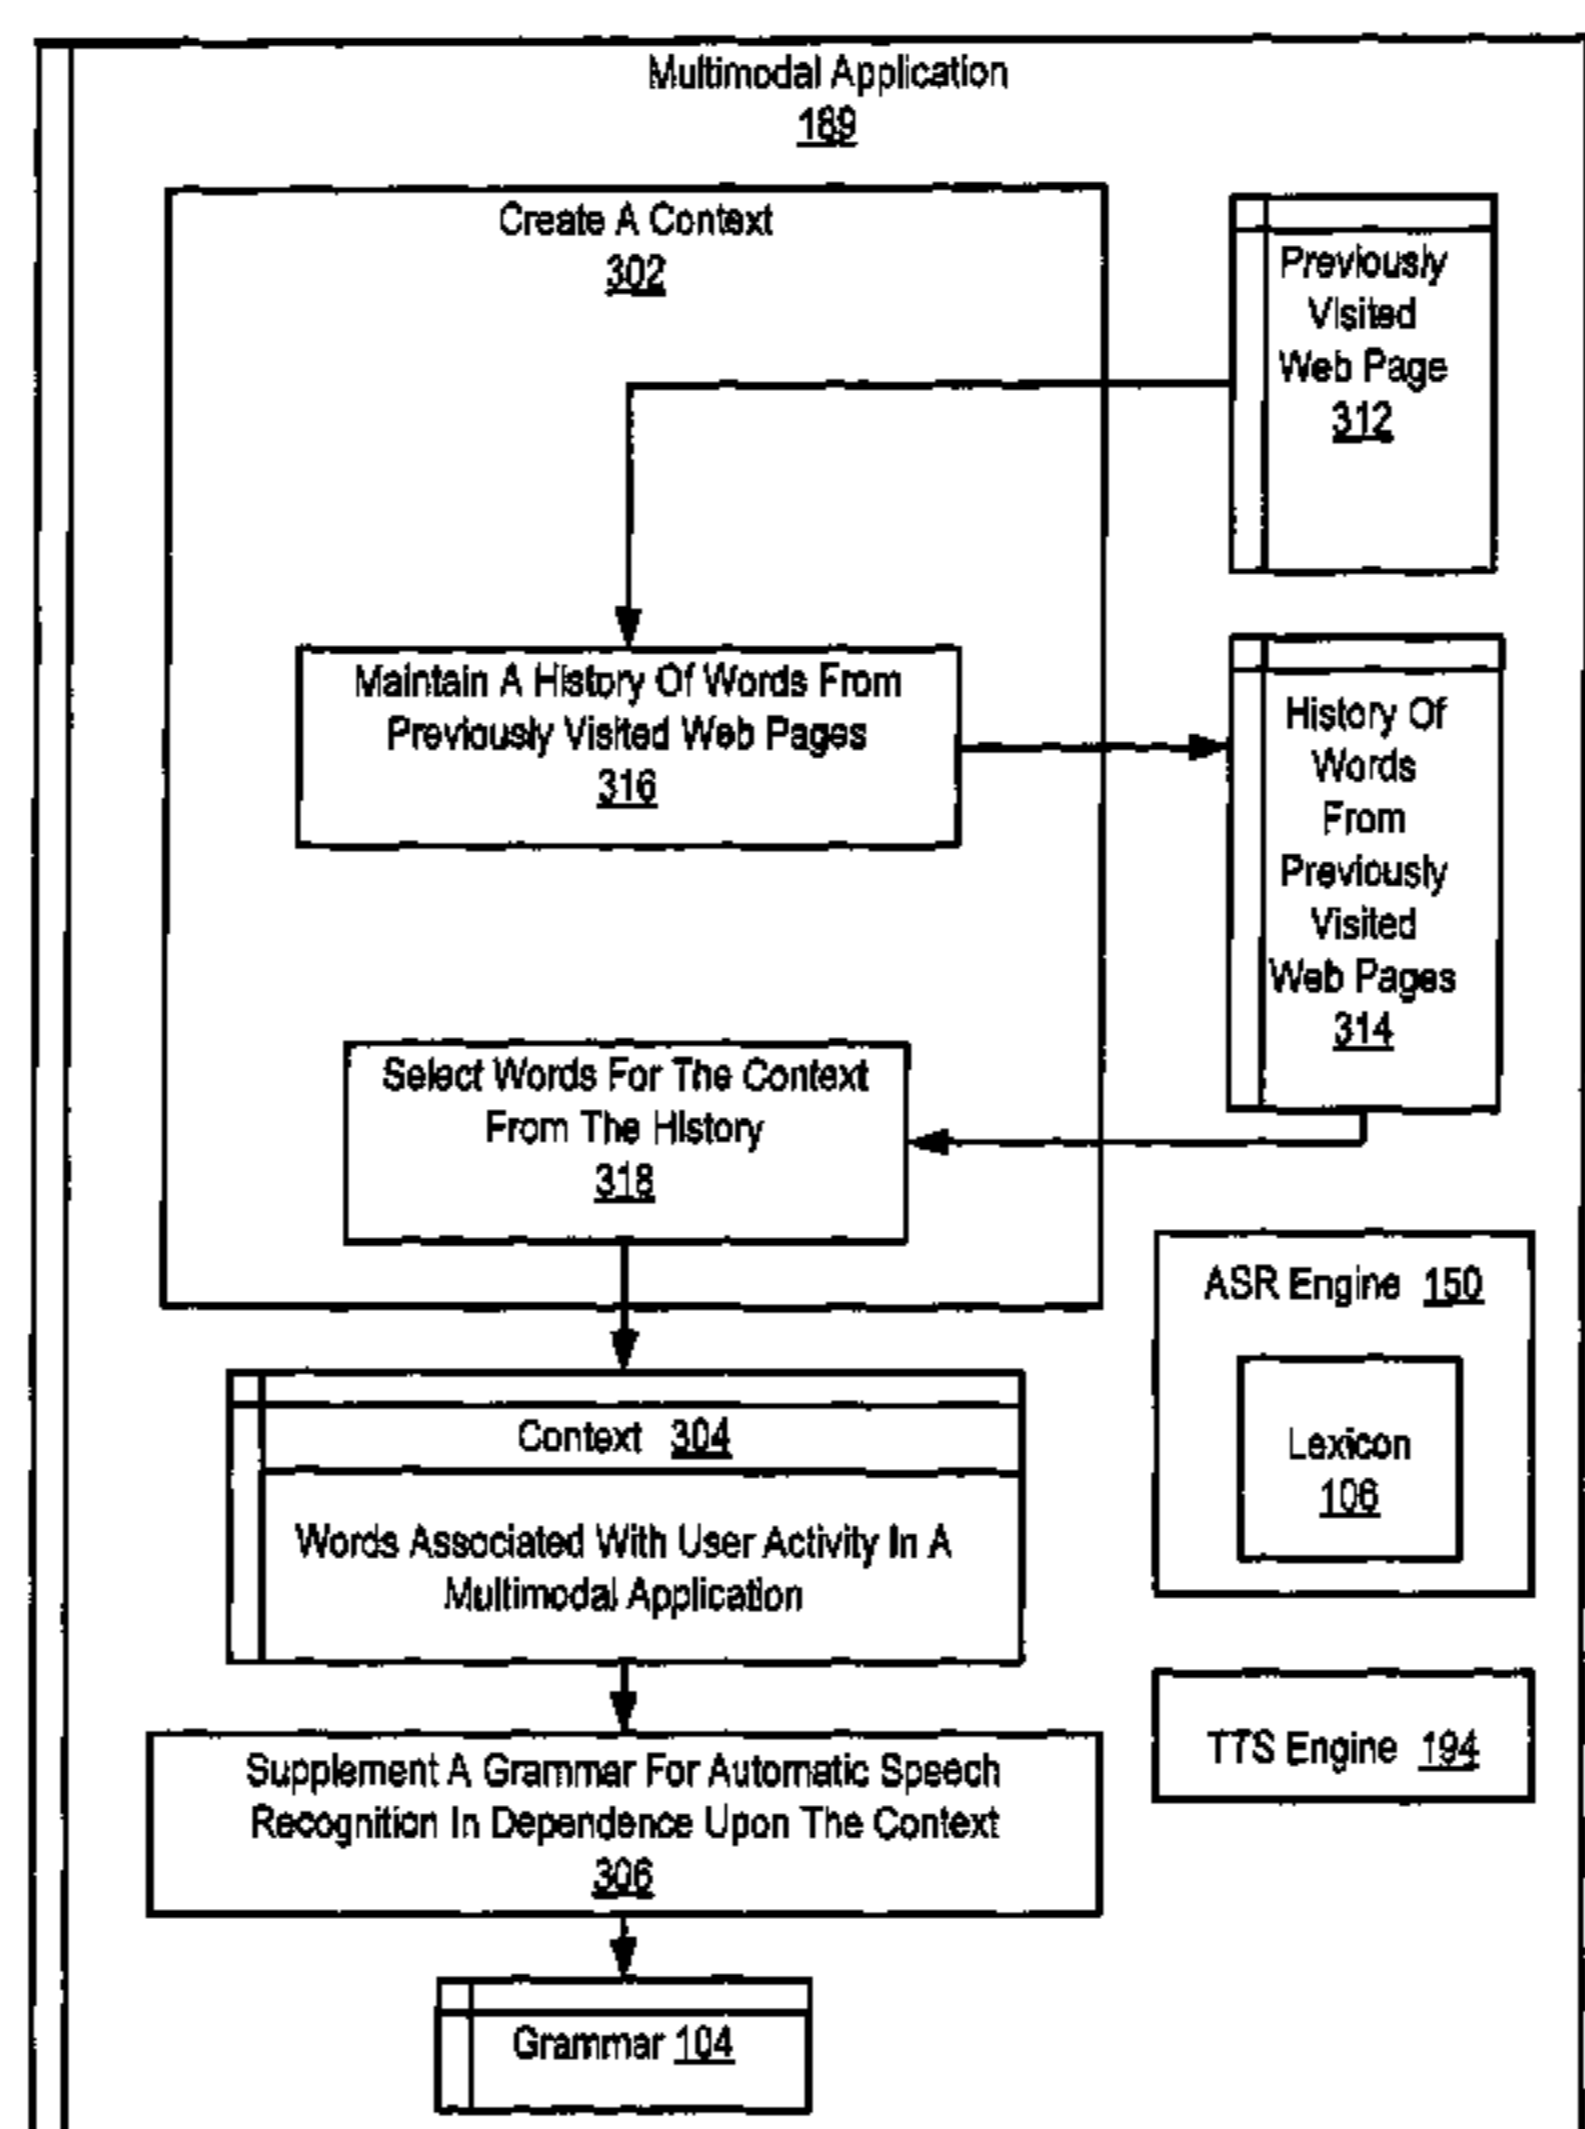 Multimodal Application
189
Create A Context
302
Previously
Visited
Web Page
312
Maintain A History Of Words From
Previously Visited Web Pages
316
History Of
Words
From
Previously
Visited
Web Pages
314
Select Words For The Context
From The History
318
ASR Engine 150
Lexicon
106
Context 304
Words Associated With User Activity In A
Multimodal Application
TTS Engine 194
Supplement A Grammar For Automatic Speech
Recognition In Dependence Upon The Context
306
Grammar 104